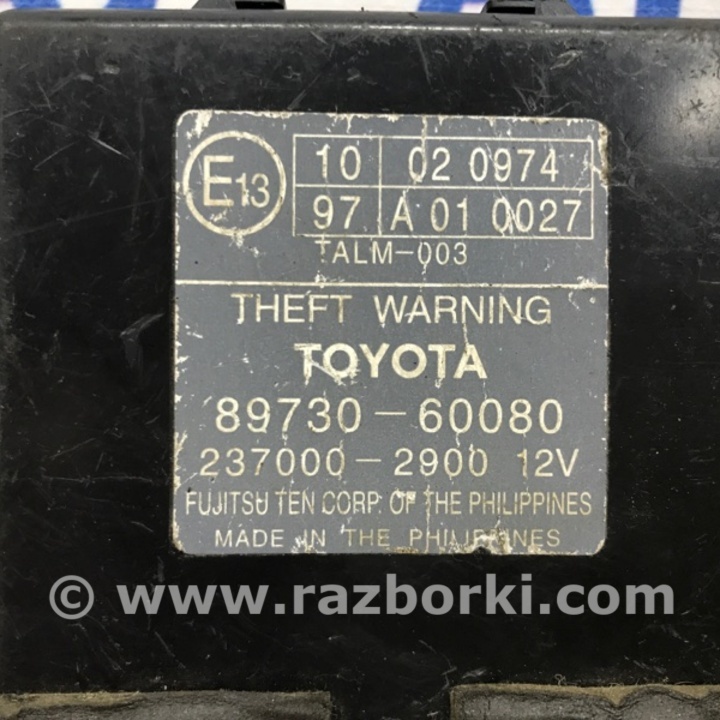 E13
10 02 0974
97 A 01 0027
TALM-003
THEFT WARNING
TOYOTA
89730-60080
237000-2900 12V
FUJITSU TEN CORP. OF THE PHILIPPINES
MADE IN THE PHILIPPINES
© www.razborki.com